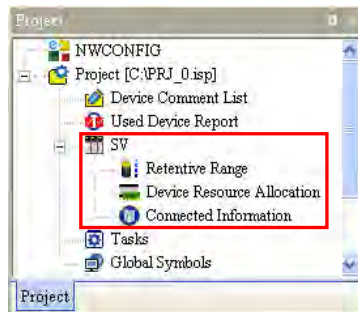 Project
NWCONFIG
Project [C:\PRJ_0.isp]
Device Comment List
Used Device Report
SV
Retentive Range
Device Resource Allocation
Connected Information
Tasks
Global Symbols
Project